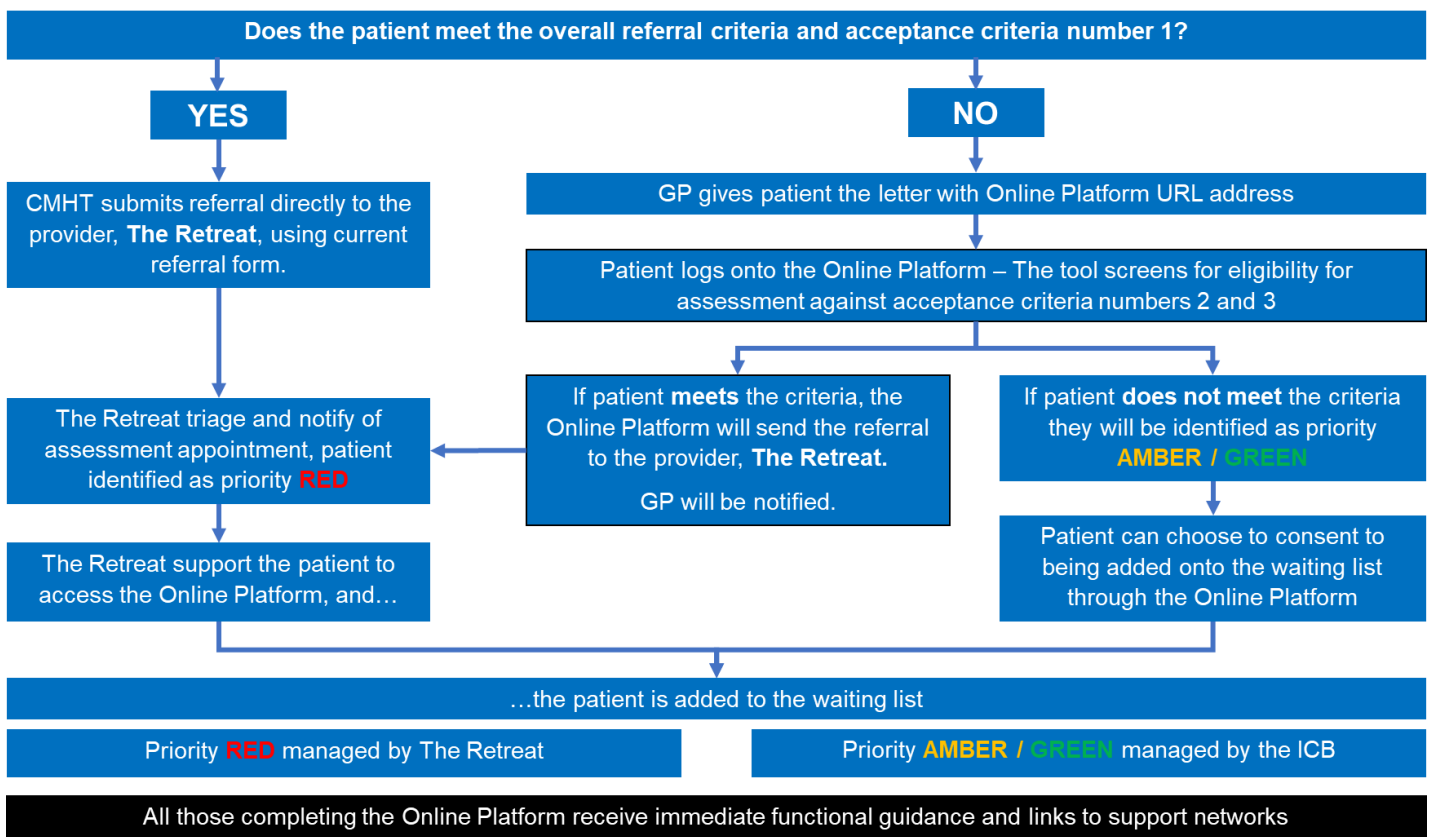 Does the patient meet the overall referral criteria and acceptance criteria number 1?
YES
NO
CMHT submits referral directly to the
provider, The Retreat, using current
referral form.
GP gives patient the letter with Online Platform URL address
Patient logs onto the Online Platform – The tool screens for eligibility for
assessment against acceptance criteria numbers 2 and 3
The Retreat triage and notify of
assessment appointment, patient
identified as priority RED
If patient meets the criteria, the
Online Platform will send the referral
to the provider, The Retreat.
GP will be notified.
If patient does not meet the criteria
they will be identified as priority
AMBER / GREEN
The Retreat support the patient to
access the Online Platform, and…
Patient can choose to consent to
being added onto the waiting list
through the Online Platform
…the patient is added to the waiting list
Priority RED managed by The Retreat
Priority AMBER / GREEN managed by the ICB
All those completing the Online Platform receive immediate functional guidance and links to support networks